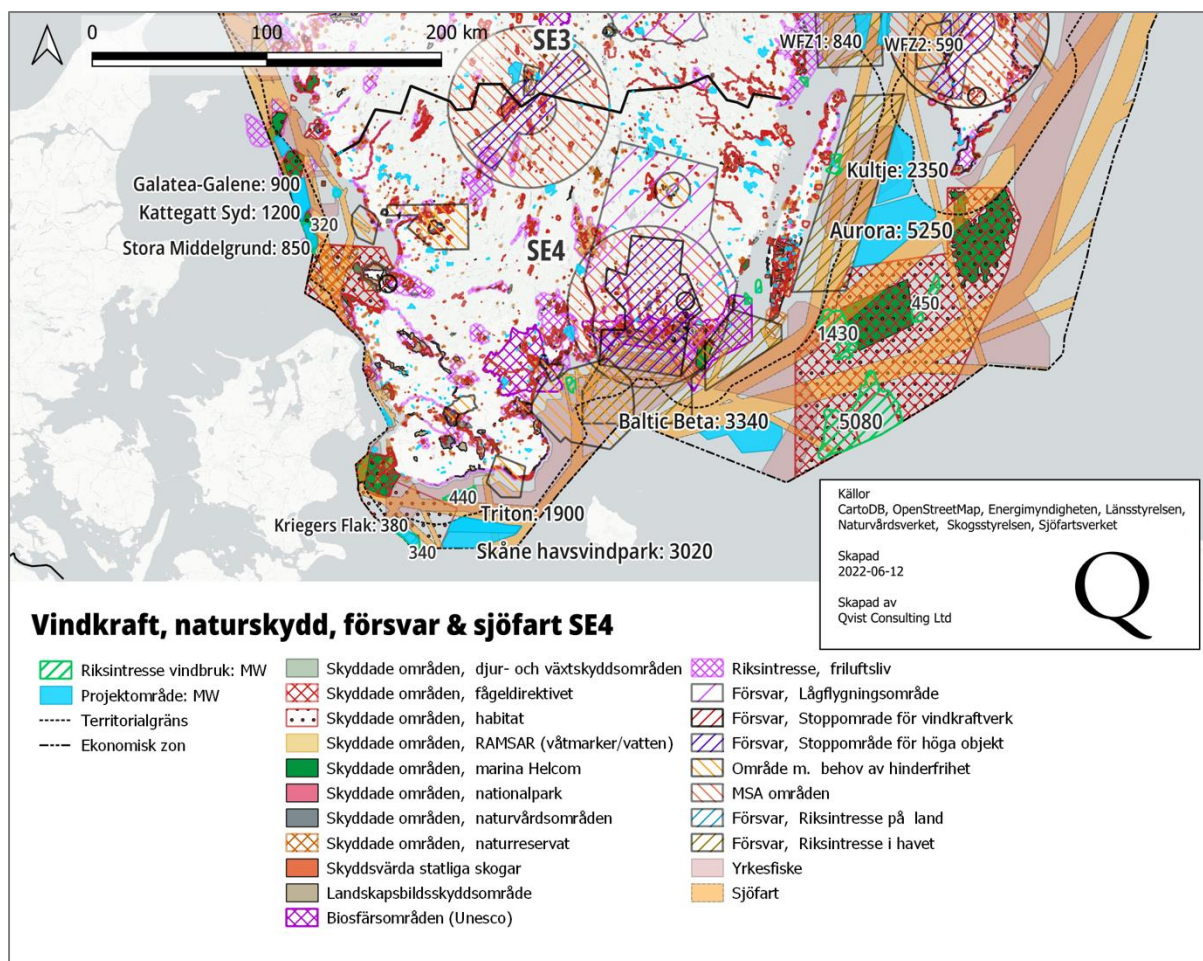 0 100 200 km
SE3
WFZ1: 840
WFZ2: 590
Galatea-Galene: 900
Kattegatt Syd: 1200
320
Stora Middelgrund: 850
SE4
Kultje: 2350
Aurora: 5250
450
1430
Baltic Beta: 3340
5080
440
Triton: 1900
Kriegers Flak: 380
340
Skåne havsvindpark: 3020
Källor
CartoDB, OpenStreetMap, Energimyndigheten, Länsstyrelsen,
Naturvårdsverket, Skogsstyrelsen, Sjöfartsverket
Skapad
2022-06-12
Skapad av
Qvist Consulting Ltd
Q
Vindkraft, naturskydd, försvar & sjöfart SE4
Riksintresse vindbruk: MW
Projektområde: MW
Territorialgräns
Ekonomisk zon
Skyddade områden, djur- och växtskyddsområden
Skyddade områden, fågeldirektivet
Skyddade områden, habitat
Skyddade områden, RAMSAR (våtmarker/vatten)
Skyddade områden, marina Helcom
Skyddade områden, nationalpark
Skyddade områden, naturvårdsområden
Skyddade områden, naturreservat
Skyddsvärda statliga skogar
Landskapsbildsskyddsområde
Biosfärsområden (Unesco)
Riksintresse, friluftsliv
Försvar, Lågflygningsområde
Försvar, Stoppomrade för vindkraftverk
Försvar, Stoppområde för höga objekt
Område m. behov av hinderfrihet
MSA områden
Försvar, Riksintresse på land
Försvar, Riksintresse i havet
Yrkesfiske
Sjöfart